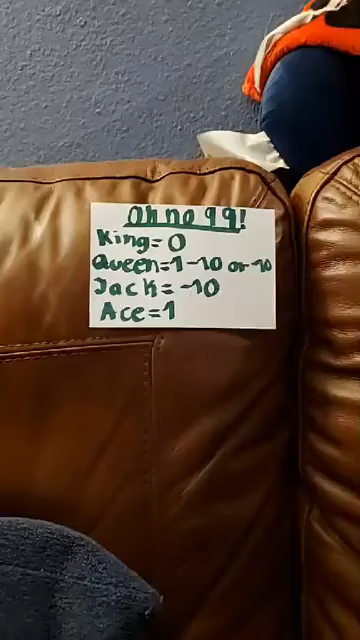 Oh no 99!
King=0
Queen=1-10 or-10
Jack=-10
Ace=1